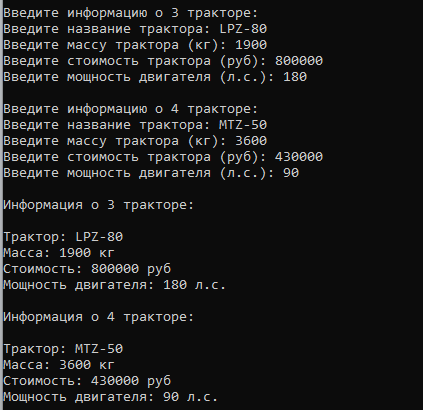 Введите информацию о 3 тракторе:
Введите название трактора: LPZ-80
Введите массу трактора (кг): 1900
Введите стоимость трактора (руб): 800000
Введите мощность двигателя (л.с.): 180
Введите информацию о 4 тракторе:
Введите название трактора: MTZ-50
Введите массу трактора (кг): 3600
Введите стоимость трактора (руб): 430000
Введите мощность двигателя (л.с.): 90
Информация о 3 тракторе:
Трактор: LPZ-80
Масса: 1900 кг
Стоимость: 800000 руб
Мощность двигателя: 180 л.с.
Информация о 4 тракторе:
Трактор: MTZ-50
Масса: 3600 кг
Стоимость: 430000 руб
Мощность двигателя: 90 л.с.